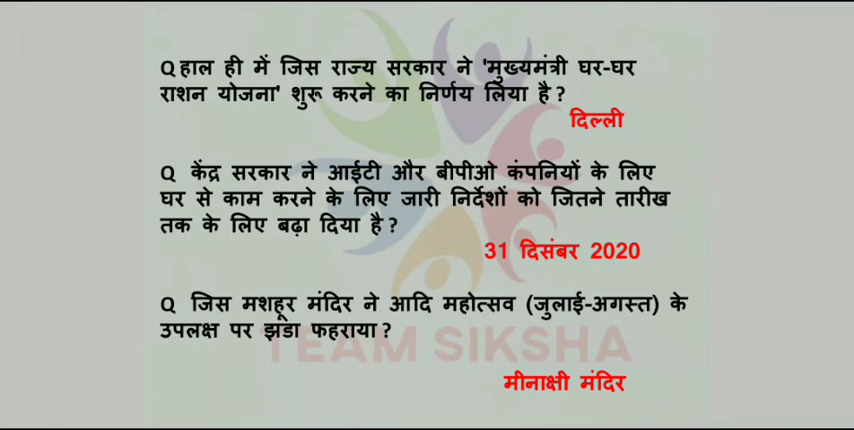 Q हाल ही में जिस राज्य सरकार ने 'मुख्यमंत्री घर-घर
राशन योजना' शुरू करने का निर्णय लिया है ?
दिल्ली
Q केंद्र सरकार ने आईटी और बीपीओ कंपनियों के लिए
घर से काम करने के लिए जारी निर्देशों को जितने तारीख
तक के लिए बढ़ा दिया है ?
31 दिसंबर 2020
Q जिस मशहूर मंदिर ने आदि महोत्सव (जुलाई-अगस्त) के
उपलक्ष पर झंडा फहराया ?
TEAM SIKSHA
मीनाक्षी मंदिर